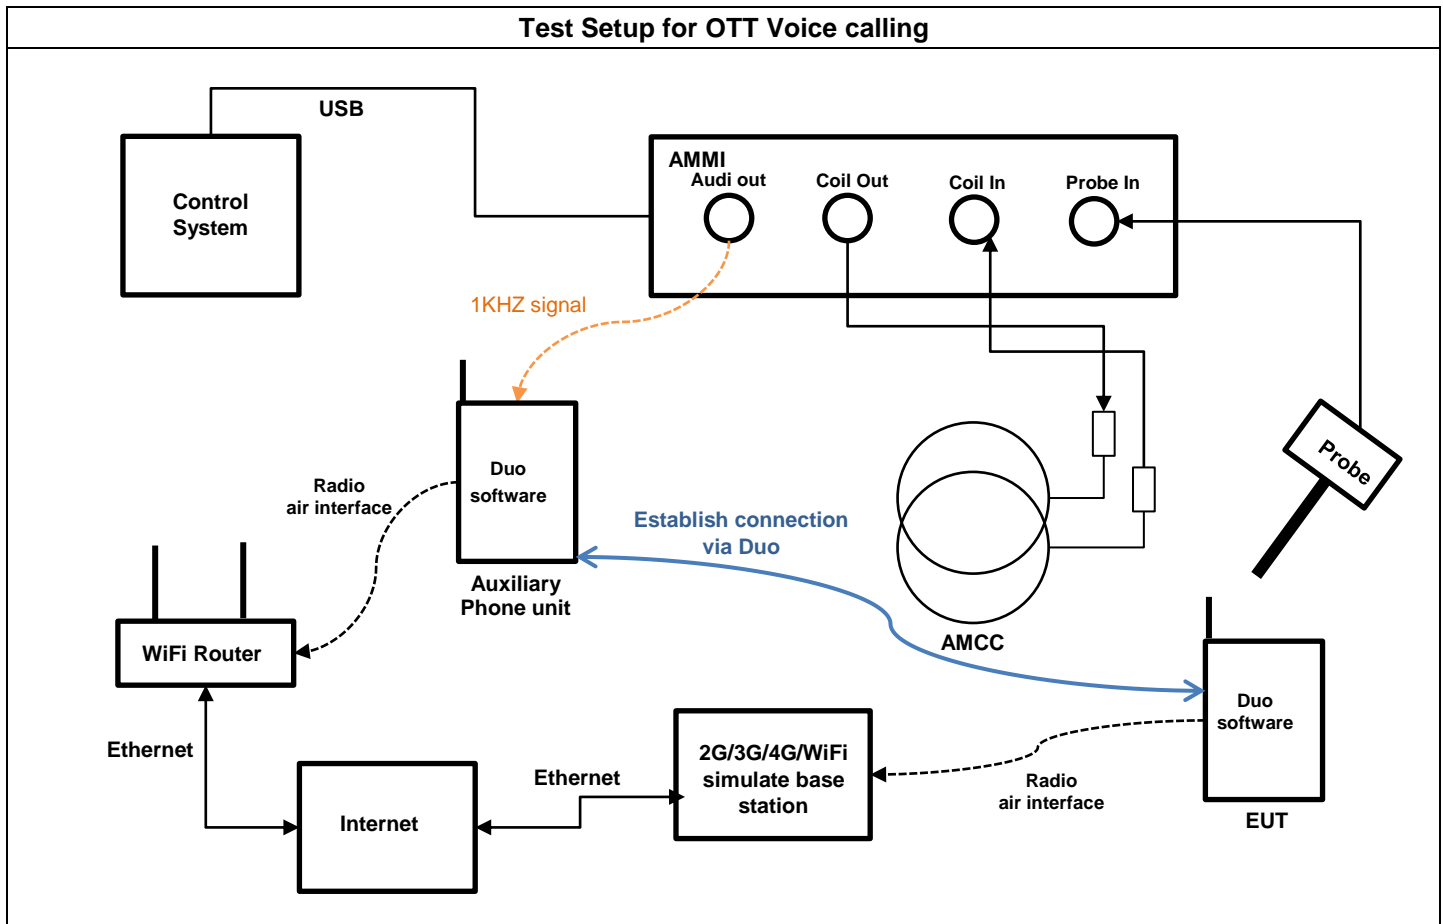 Test Setup for OTT Voice calling
USB
Control
System
AMMI
Audi out
Coil Out
Coil In
Probe In
1KHZ signal
Probe
Duo
software
Radio
air interface
Establish connection
via Duo
Auxiliary
Phone unit
AMCC
WiFi Router
Duo
software
2G/3G/4G/WiFi
simulate base
station
Ethernet
Ethernet
Radio
air interface
Internet
EUT